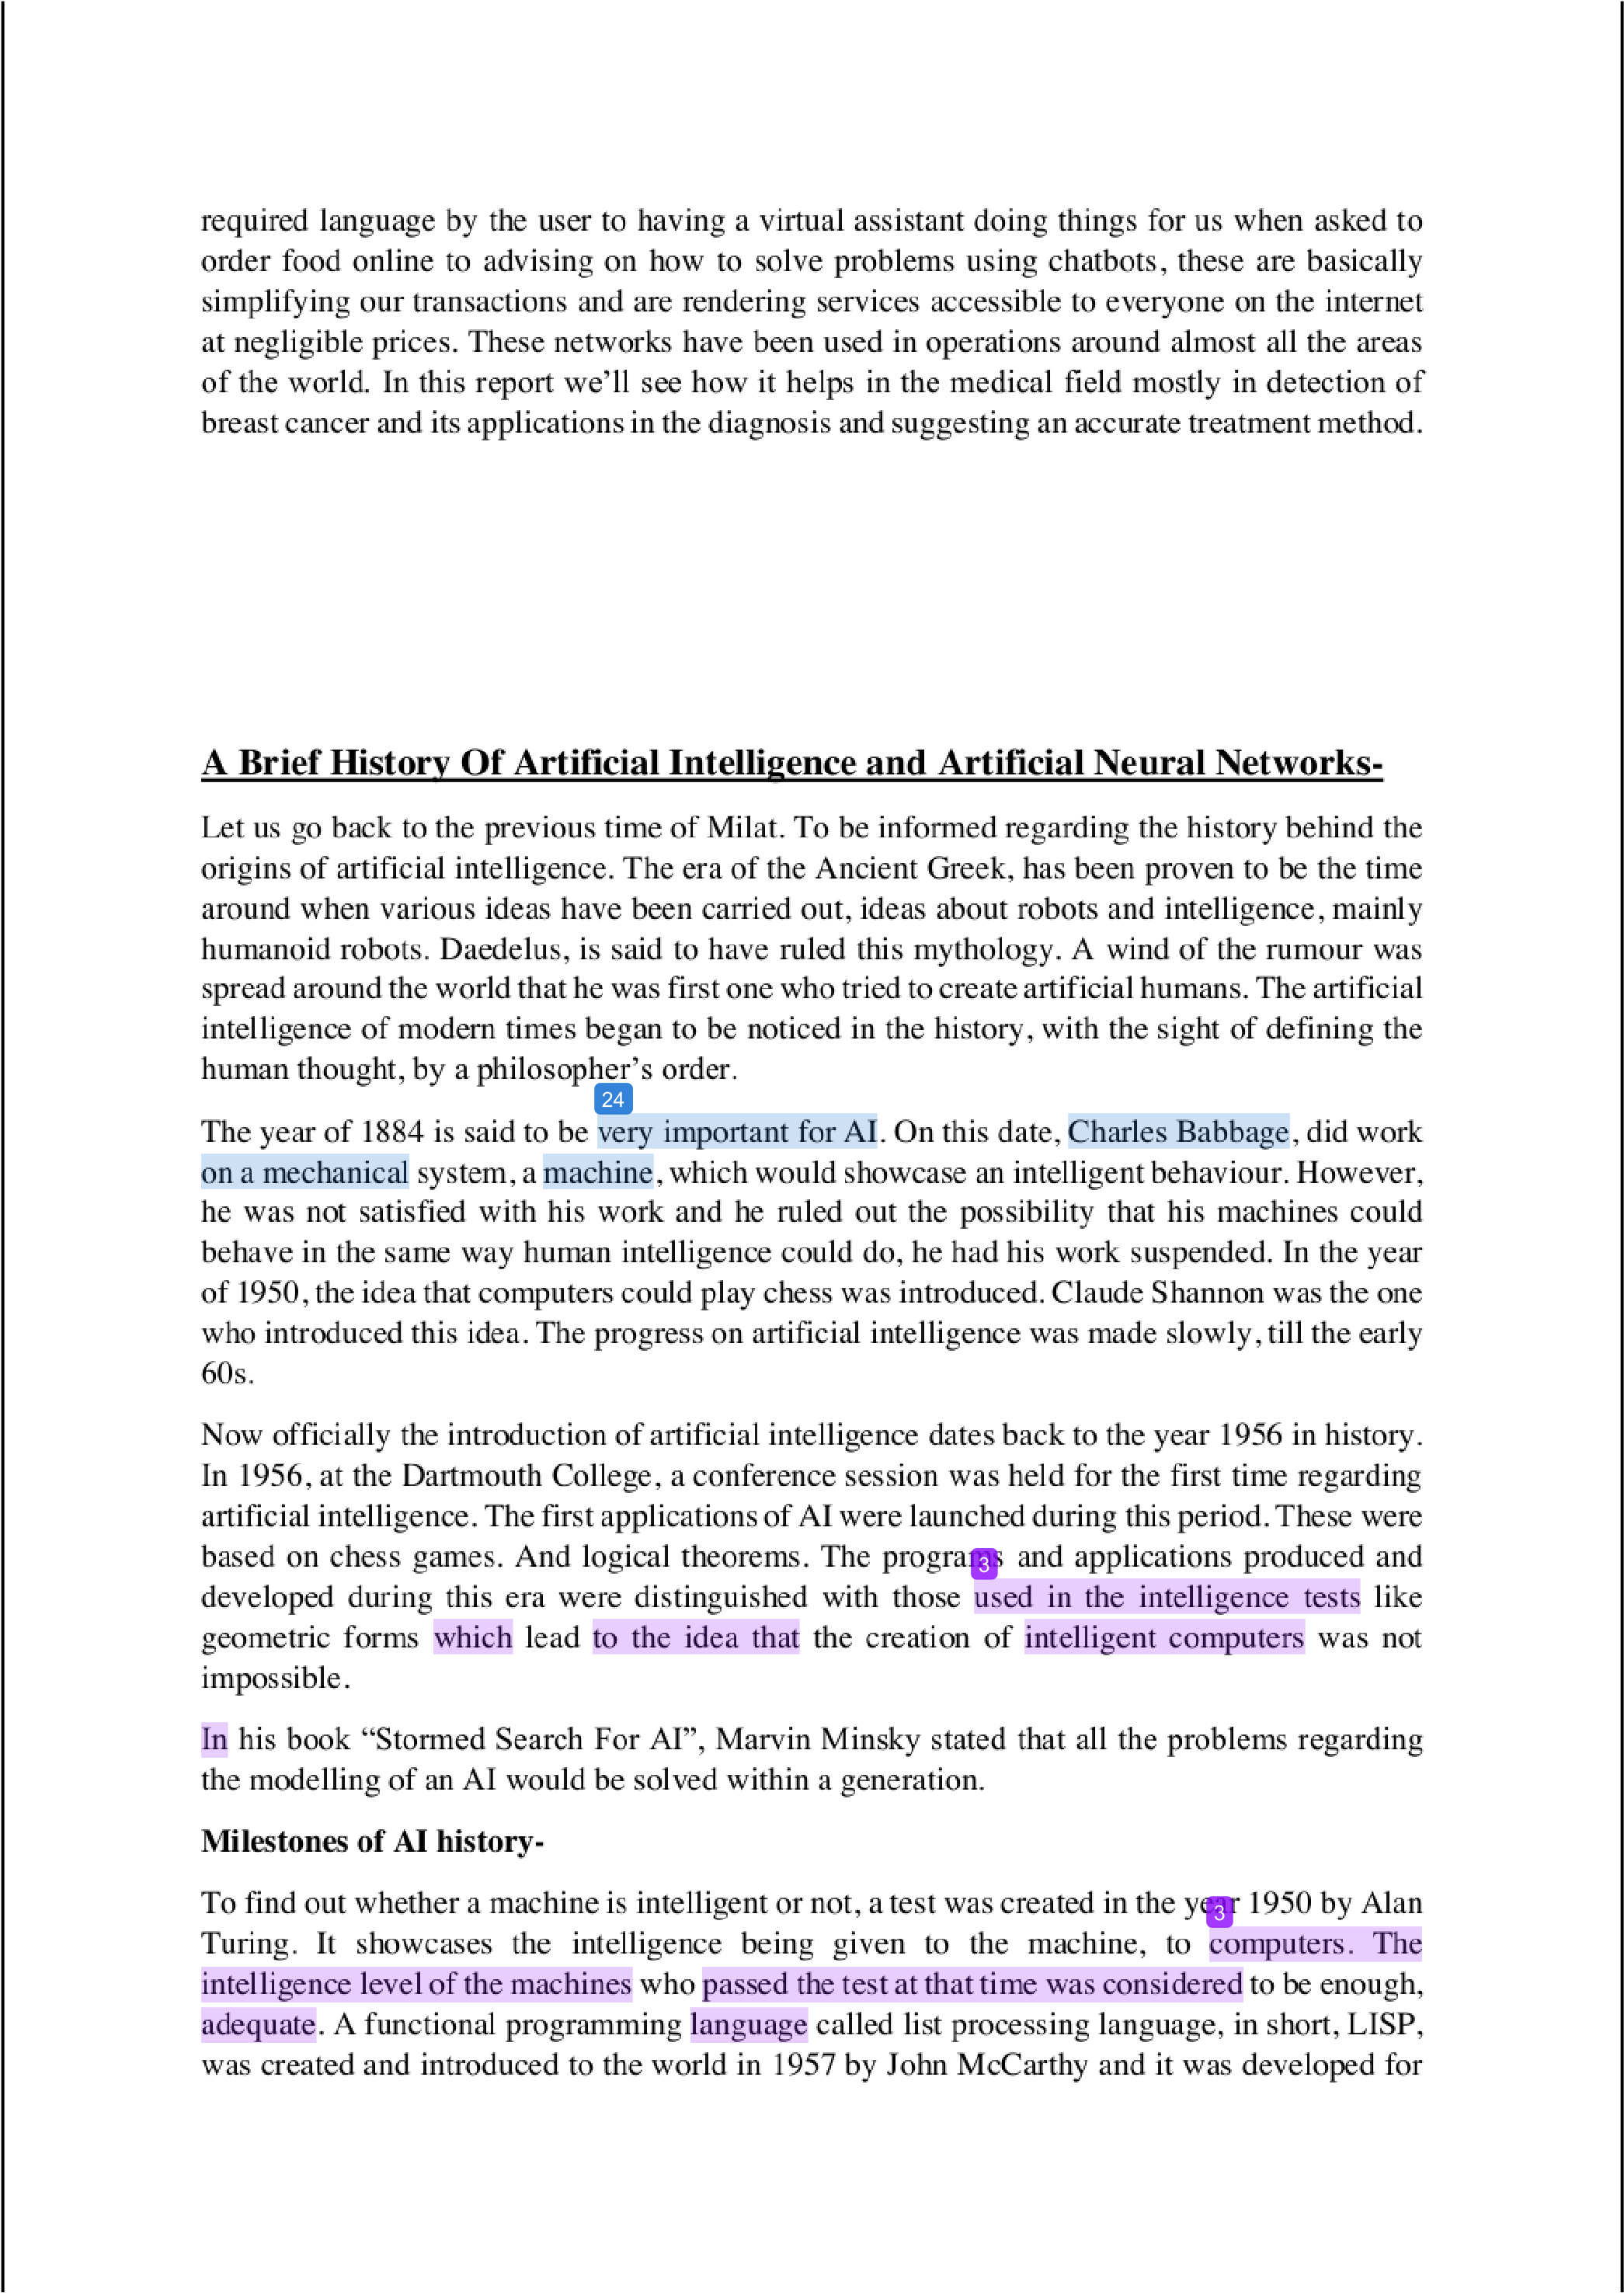 required language by the user to having a virtual assistant doing things for us when asked to
order food online to advising on how to solve problems using chatbots, these are basically
simplifying our transactions and are rendering services accessible to everyone on the internet
at negligible prices. These networks have been used in operations around almost all the areas
of the world. In this report we’ll see how it helps in the medical field mostly in detection of
breast cancer and its applications in the diagnosis and suggesting an accurate treatment method.
A Brief History Of Artificial Intelligence and Artificial Neural Networks-
Let us go back to the previous time of Milat. To be informed regarding the history behind the
origins of artificial intelligence. The era of the Ancient Greek, has been proven to be the time
around when various ideas have been carried out, ideas about robots and intelligence, mainly
humanoid robots. Daedelus, is said to have ruled this mythology. A wind of the rumour was
spread around the world that he was first one who tried to create artificial humans. The artificial
intelligence of modern times began to be noticed in the history, with the sight of defining the
human thought, by a philosopher’s order.
24
The year of 1884 is said to be very important for AI. On this date, Charles Babbage, did work
on a mechanical system, a machine, which would showcase an intelligent behaviour. However,
he was not satisfied with his work and he ruled out the possibility that his machines could
behave in the same way human intelligence could do, he had his work suspended. In the year
of 1950, the idea that computers could play chess was introduced. Claude Shannon was the one
who introduced this idea. The progress on artificial intelligence was made slowly, till the early
60s.
Now officially the introduction of artificial intelligence dates back to the year 1956 in history.
In 1956, at the Dartmouth College, a conference session was held for the first time regarding
artificial intelligence. The first applications of AI were launched during this period. These were
based on chess games. And logical theorems. The programs and applications produced and
3
developed during this era were distinguished with those used in the intelligence tests like
geometric forms which lead to the idea that the creation of intelligent computers was not
impossible.
In his book “Stormed Search For AI”, Marvin Minsky stated that all the problems regarding
the modelling of an AI would be solved within a generation.
Milestones of AI history-
To find out whether a machine is intelligent or not, a test was created in the year 1950 by Alan
3
Turing. It showcases the intelligence being given to the machine, to computers. The
intelligence level of the machines who passed the test at that time was considered to be enough,
adequate. A functional programming language called list processing language, in short, LISP,
was created and introduced to the world in 1957 by John McCarthy and it was developed for